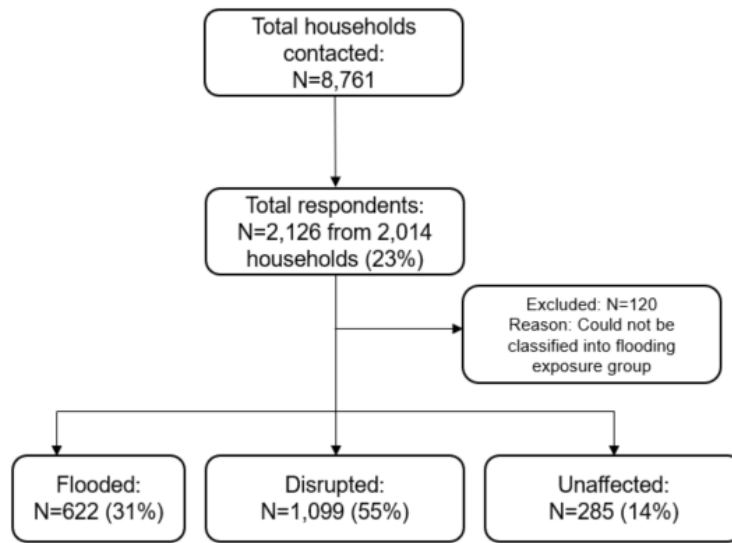 Total households
contacted:
N=8,761
Total respondents:
N=2,126 from 2,014
households (23%)
Excluded: N=120
Reason: Could not be
classified into flooding
exposure group
Flooded:
N=622 (31%)
Disrupted:
N=1,099 (55%)
Unaffected:
N=285 (14%)